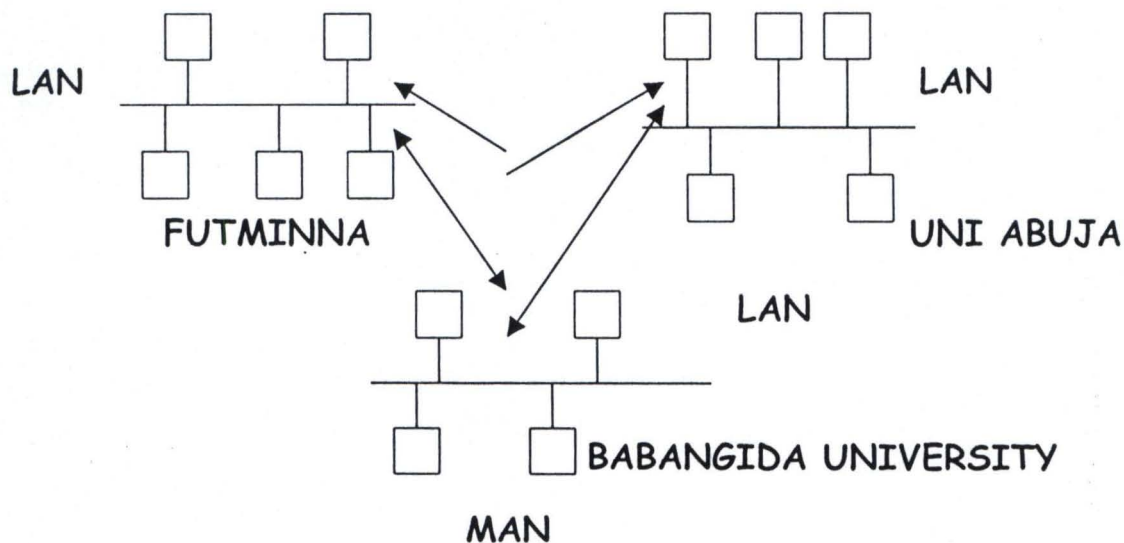 LAN
LAN
FUTMINNA
UNI ABUJA
LAN
BABANGIDA UNIVERSITY
MAN